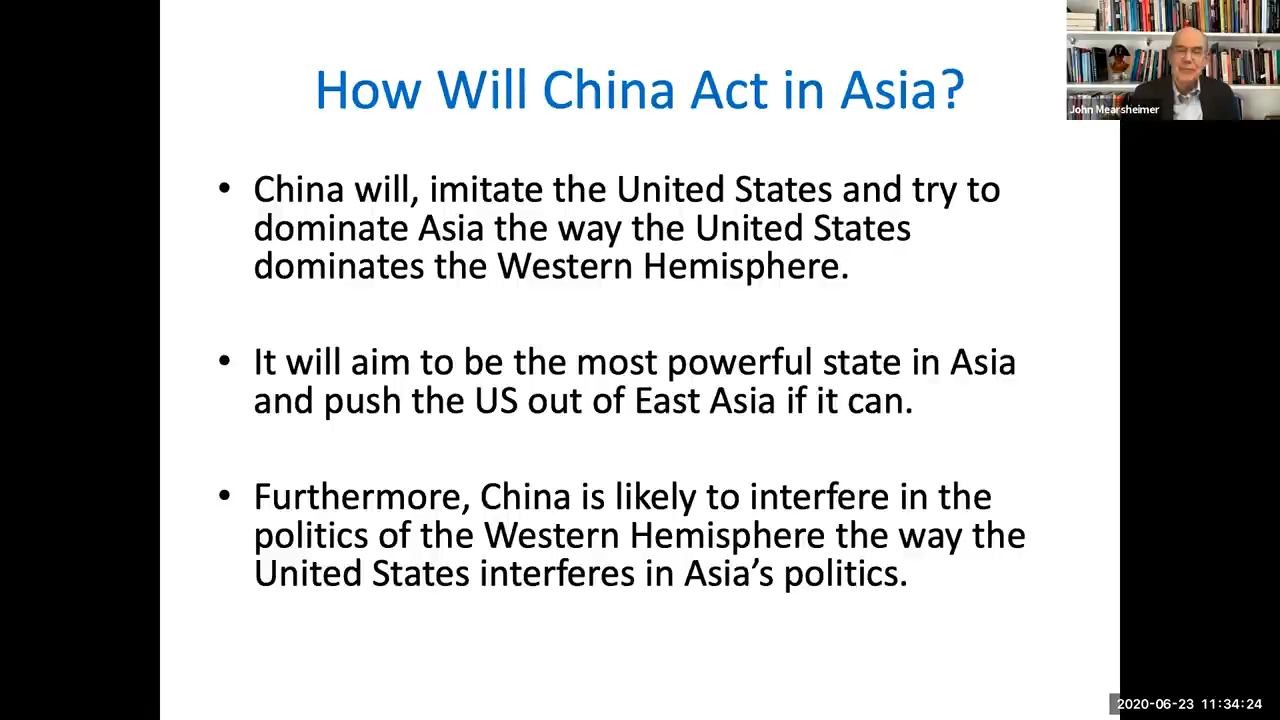 How Will China Act in Asia?
John Mearsheimer
• China will, imitate the United States and try to
dominate Asia the way the United States
dominates the Western Hemisphere.
• It will aim to be the most powerful state in Asia
and push the US out of East Asia if it can.
• Furthermore, China is likely to interfere in the
politics of the Western Hemisphere the way the
United States interferes in Asia’s politics.
2020-06-23 11:34:24